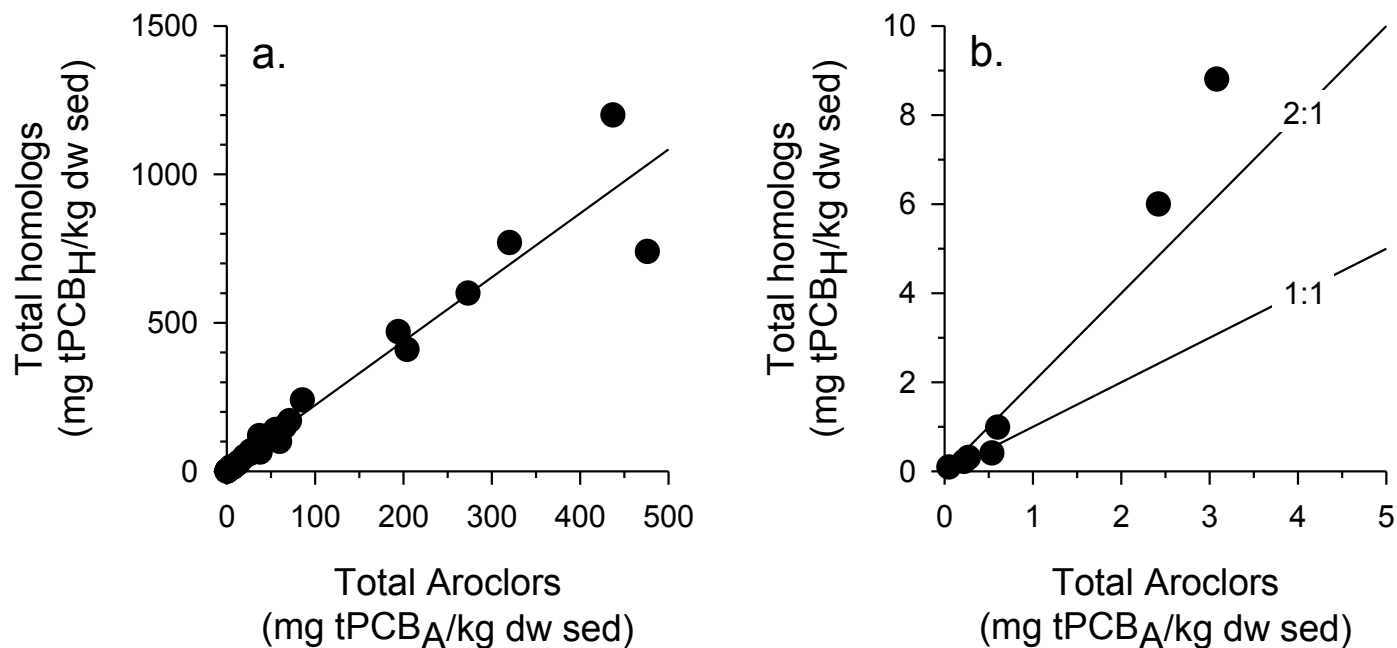 a.
Total homologs
(mg tPCBH/kg dw sed)
1500
1000
500
0
0 100 200 300 400 500
Total Aroclors
(mg tPCBA/kg dw sed)
b.
Total homologs
(mg tPCBH/kg dw sed)
10
8
6
4
2
0
2:1
1:1
0 1 2 3 4 5
Total Aroclors
(mg tPCBA/kg dw sed)